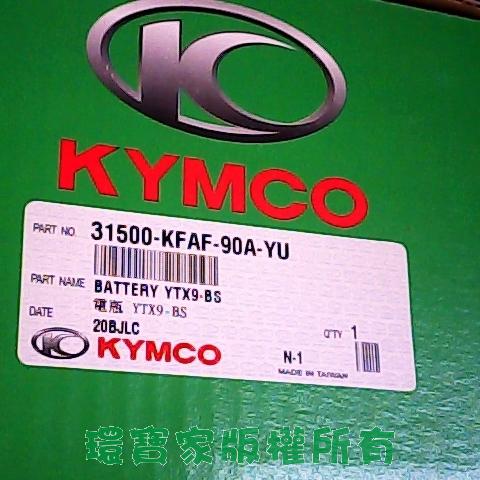 KYMCO
PART NO. 31500-KFAF-90A-YU
PART NAME BATTERY YTX9-BS
電瓶 YTX9-BS
DATE 20BJLC
Q'TY 1
KYMCO N-1
MADE IN TAIWAN
環寶家版權所有